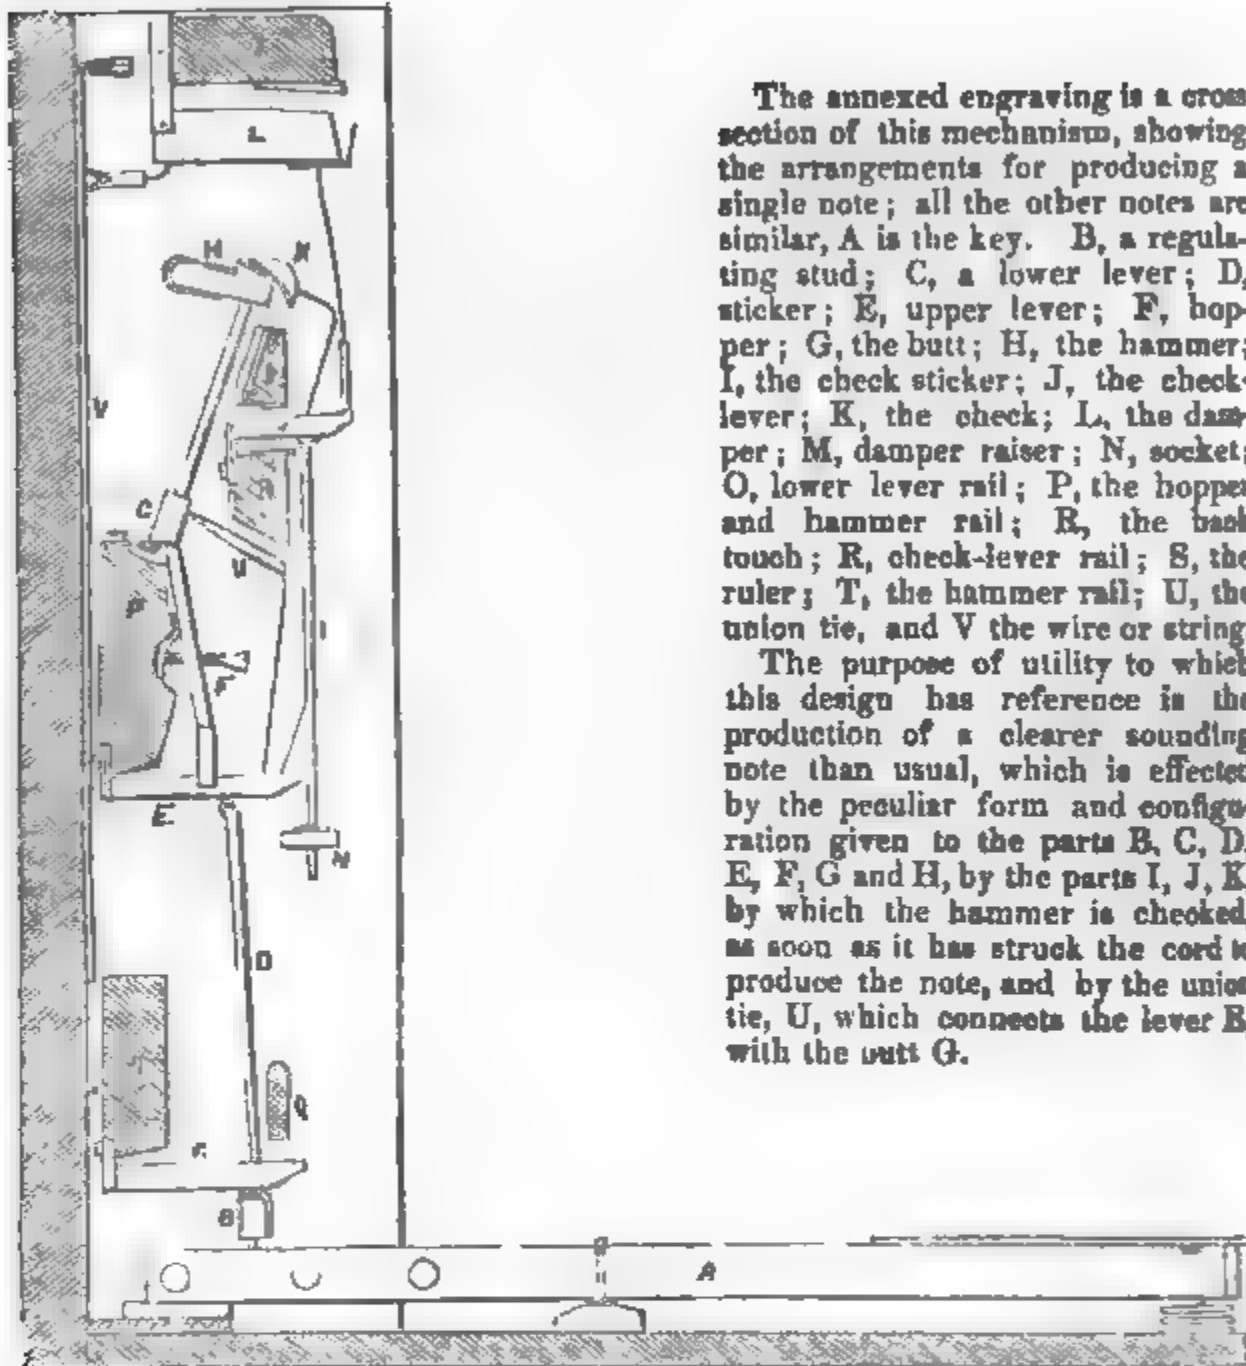 The annexed engraving is a cross
section of this mechanism, showing
the arrangements for producing a
single note; all the other notes are
similar, A is the key. B, a regula-
ting stud; C, a lower lever; D,
sticker; E, upper lever; F, hop-
per; G, the butt; H, the hammer;
I, the check sticker; J, the check-
lever; K, the check; L, the dam-
per; M, damper raiser; N, socket;
O, lower lever rail; P, the hopper
and hammer rail; R, the back
touch; R, check-lever rail; S, the
ruler; T, the hammer rail; U, the
union tie, and V the wire or string
The purpose of utility to which
this design has reference is the
production of a clearer sounding
note than usual, which is effected
by the peculiar form and configu-
ration given to the parts B, C, D,
E, F, G and H, by the parts I, J, K,
by which the hammer is checked,
as soon as it has struck the cord to
produce the note, and by the union
tie, U, which connects the lever
with the butt G.
L
H
K
V
U
P
I
F
E
N
D
Q
B
A